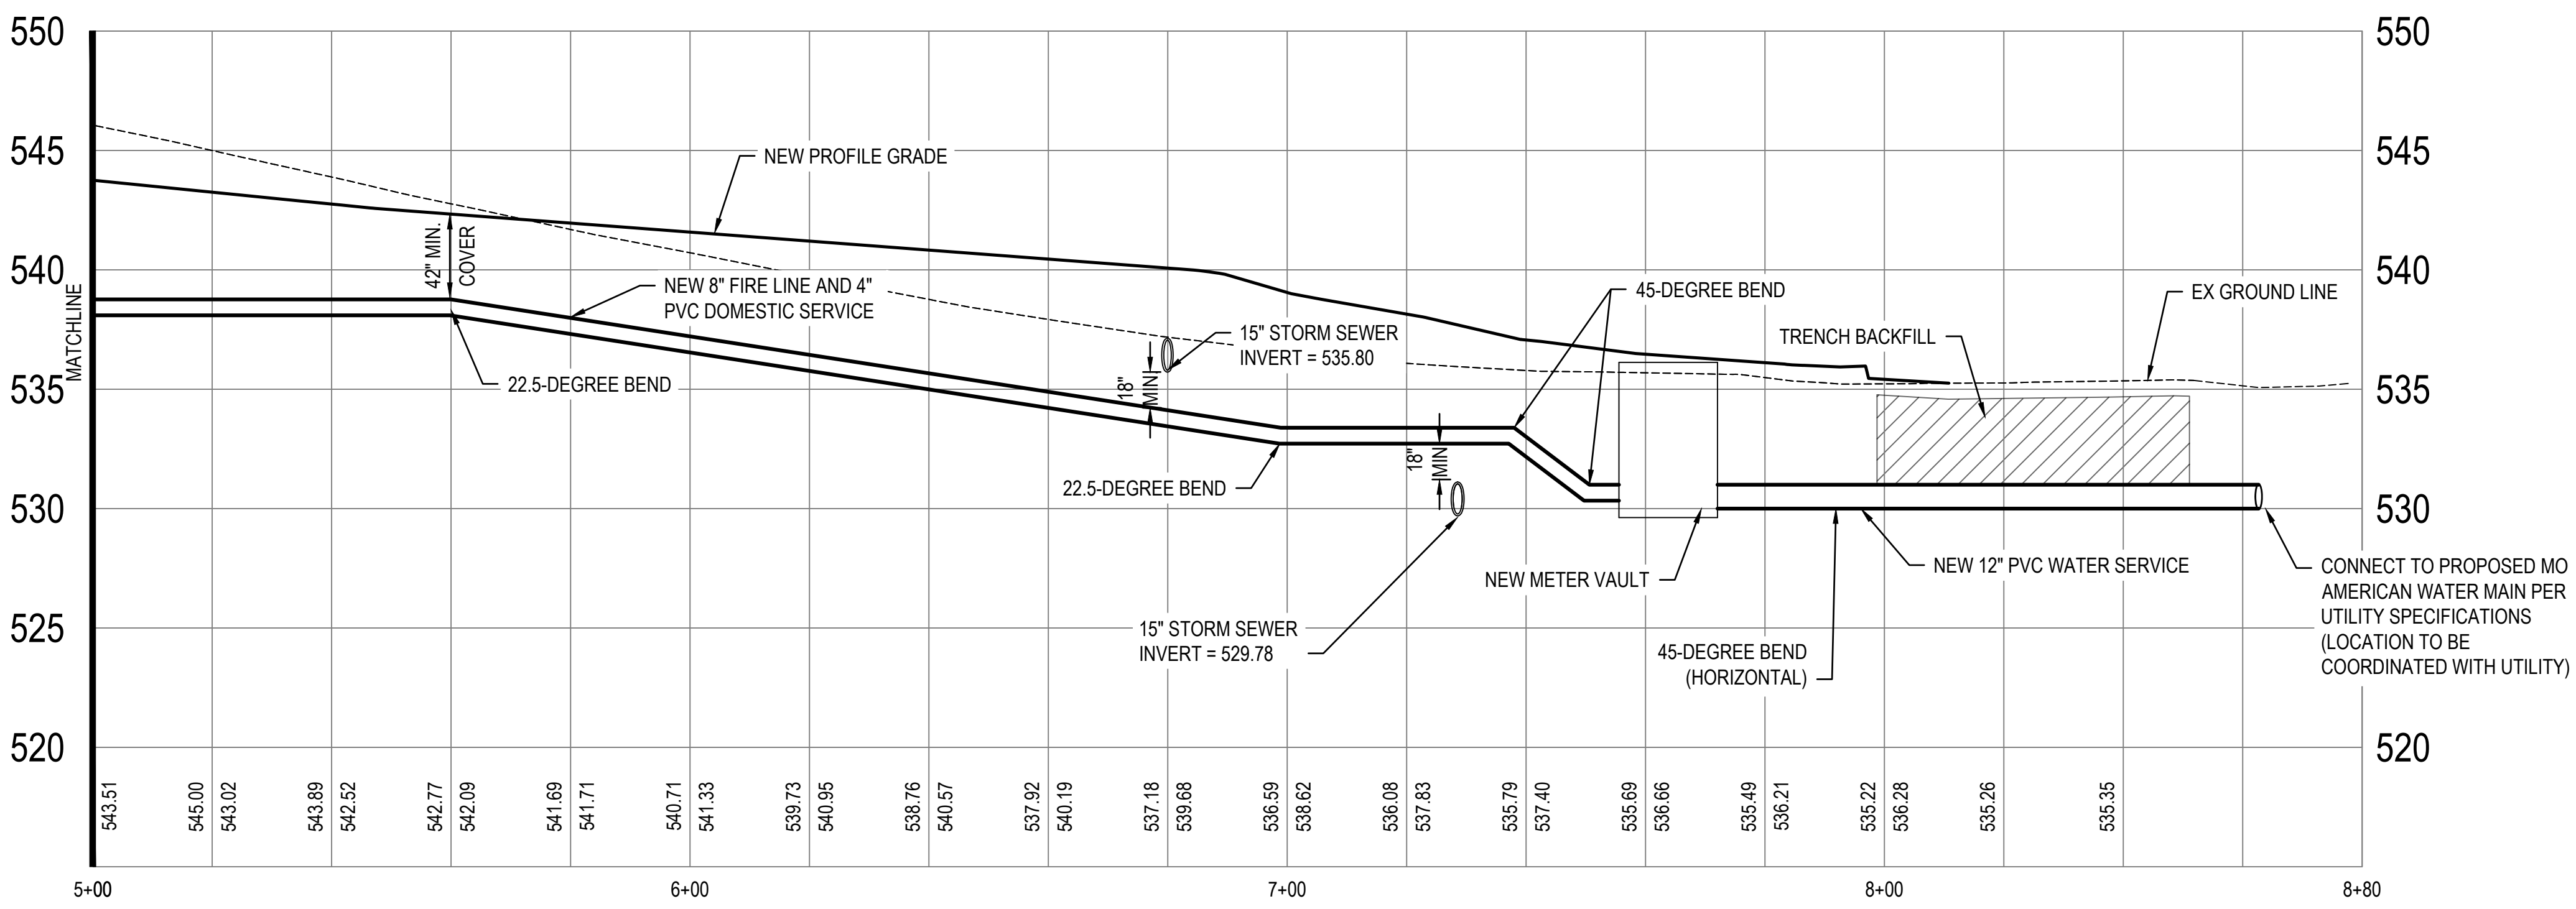 550
550
545
545
540
540
535
535
530
530
525
525
520
520
NEW PROFILE GRADE
42" MIN.
COVER
MATCHLINE
NEW 8" FIRE LINE AND 4"
PVC DOMESTIC SERVICE
22.5-DEGREE BEND
15" STORM SEWER
INVERT = 535.80
18"
MIN
45-DEGREE BEND
EX GROUND LINE
TRENCH BACKFILL
22.5-DEGREE BEND
18"
MIN
NEW METER VAULT
NEW 12" PVC WATER SERVICE
CONNECT TO PROPOSED MO
AMERICAN WATER MAIN PER
UTILITY SPECIFICATIONS
(LOCATION TO BE
COORDINATED WITH UTILITY)
15" STORM SEWER
INVERT = 529.78
45-DEGREE BEND
(HORIZONTAL)
543.51
545.00
543.02
543.89
542.52
542.77
542.09
541.69
541.71
540.71
541.33
539.73
540.95
538.76
540.57
537.92
540.19
537.18
539.68
536.59
538.62
536.08
537.83
535.79
537.40
535.69
536.66
535.49
536.21
535.22
536.28
535.26
535.35
5+00
6+00
7+00
8+00
8+80